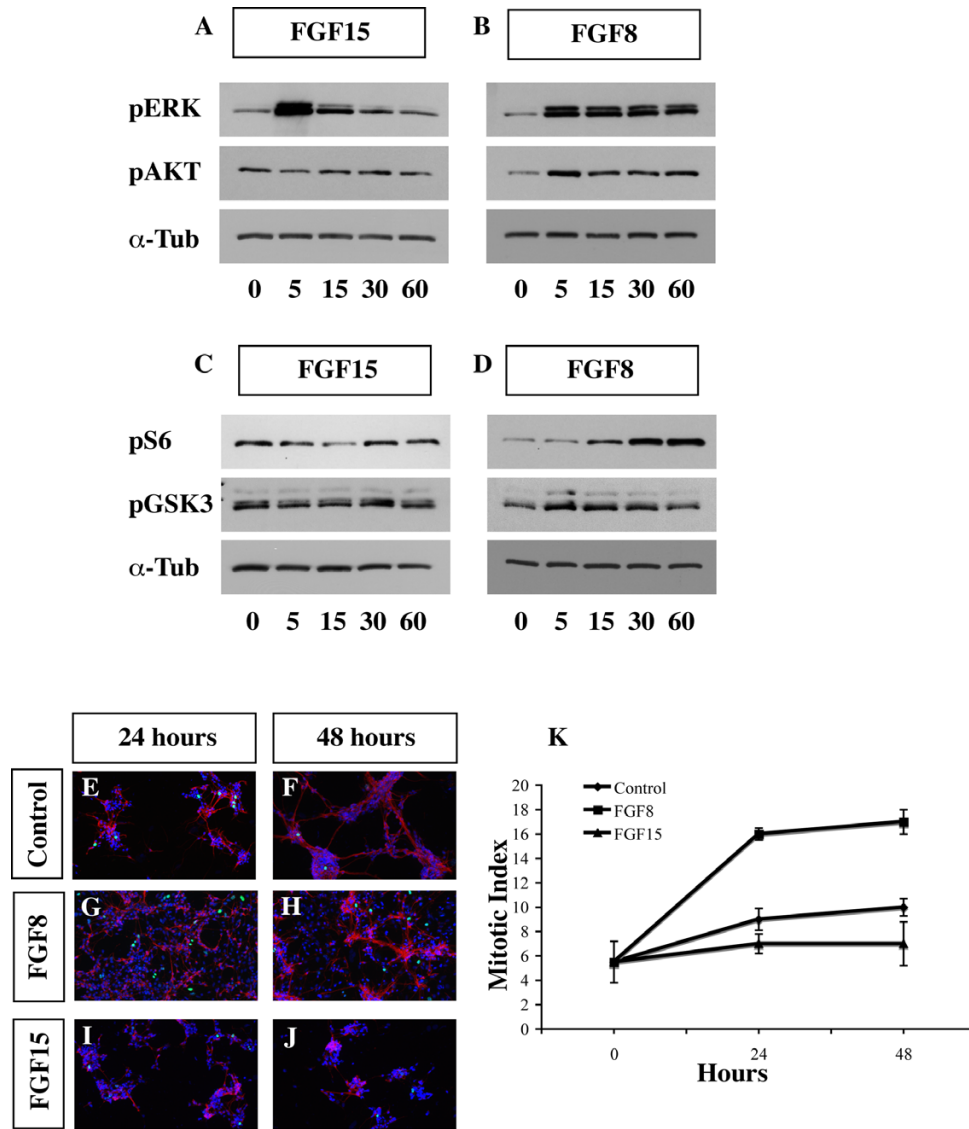 A FGF15 B FGF8
pERK
pAKT
α-Tub
0 5 15 30 60 0 5 15 30 60
C FGF15 D FGF8
pS6
pGSK3
α-Tub
0 5 15 30 60 0 5 15 30 60
24 hours 48 hours K
Control E F
FGF8 G H
FGF15 I J
Control
FGF8
FGF15
Mitotic Index
20
18
16
14
12
10
8
6
4
2
0
0 24 48
Hours